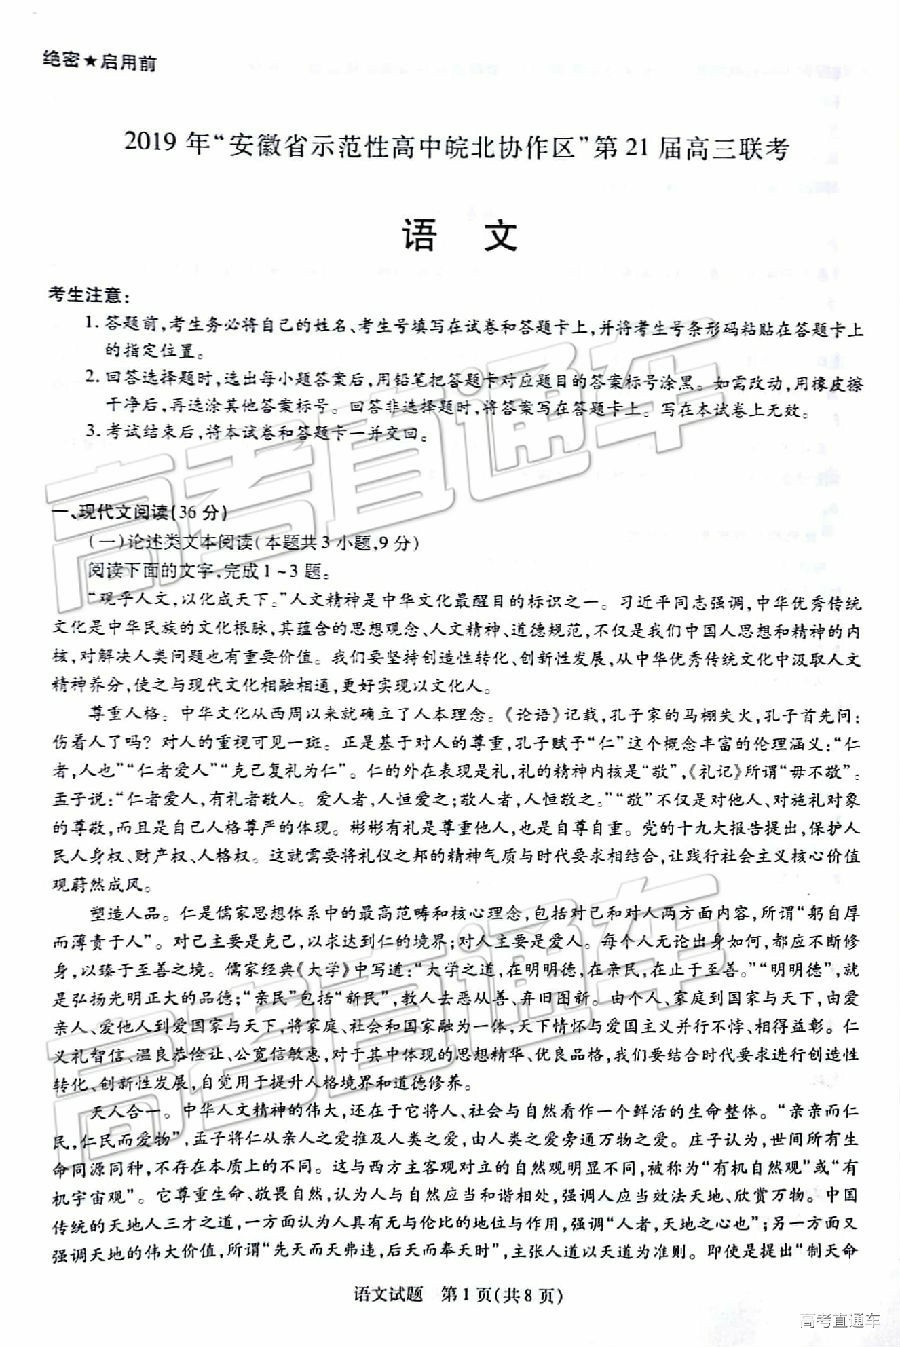 绝密★启用前
2019年“安徽省示范性高中皖北协作区”第21届高三联考
语 文
考生注意:
1.答题前,考生务必将自己的姓名、考生号填写在试卷和答题卡上,并将考生号条形码粘贴在答题卡上
的指定位置。
2.回答选择题时,选出每小题答案后,用铅笔把答题卡对应题目的答案标号涂黑。如需改动,用橡皮擦
干净后,再选涂其他答案标号。回答非选择题时,将答案写在答题卡上。写在本试卷上无效。
3.考试结束后,将本试卷和答题卡一并交回。
高考直通车
一、现代文阅读(36分)
(一)论述类文本阅读(本题共3小题,9分)
阅读下面的文字,完成1~3题。
“观乎人文,以化成天下。”人文精神是中华文化最醒目的标识之一。习近平同志强调,中华优秀传统
文化是中华民族的文化根脉,其蕴含的思想观念、人文精神、道德规范,不仅是我们中国人思想和精神的内
核,对解决人类问题也有重要价值。我们要坚持创造性转化、创新性发展,从中华优秀传统文化中汲取人文
精神养分,使之与现代文化相融相通,更好实现以文化人。
尊重人格。中华文化从西周以来就确立了人本理念。《论语》记载,孔子家的马棚失火,孔子首先问:
伤着人了吗?对人的重视可见一斑。正是基于对人的尊重,孔子赋予“仁”这个概念丰富的伦理涵义:“仁
者,人也”“仁者爱人”“克己复礼为仁”。仁的外在表现是礼,礼的精神内核是“敬”,《礼记》所谓“毋不敬”。
孟子说:“仁者爱人,有礼者敬人。爱人者,人恒爱之;敬人者,人恒敬之。”“敬”不仅是对他人、对施礼对象
的尊敬,而且是自己人格尊严的体现。彬彬有礼是尊重他人,也是自尊自重。党的十九大报告提出,保护人
民人身权、财产权、人格权。这就需要将礼仪之邦的精神气质与时代要求相结合,让践行社会主义核心价值
观蔚然成风。
塑造人品。仁是儒家思想体系中的最高范畴和核心理念,包括对己和对人两方面内容,所谓“躬自厚
而薄责于人”。对己主要是克己,以求达到仁的境界;对人主要是爱人。每个人无论出身如何,都应不断修
身,以臻于至善之境。儒家经典《大学》中写道:“大学之道,在明明德,在亲民,在止于至善。”“明明德”,就
是弘扬光明正大的品德;“亲民”包括“新民”,教人去恶从善、弃旧图新。由个人、家庭到国家与天下,由爱
亲人、爱他人到爱国家与天下,将家庭、社会和国家融为一体,天下情怀与爱国主义并行不悖、相得益彰。仁
义礼智信、温良恭俭让、公宽信敏惠,对于其中体现的思想精华、优良品格,我们要结合时代要求进行创造性
转化、创新性发展,自觉用于提升人格境界和道德修养。
高考直通车
天人合一。中华人文精神的伟大,还在于它将人、社会与自然看作一个鲜活的生命整体。“亲亲而仁
民,仁民而爱物”,孟子将仁从亲人之爱推及人类之爱,由人类之爱旁通万物之爱。庄子认为,世间所有生
命同源同种,不存在本质上的不同。这与西方主客观对立的自然观明显不同,被称为“有机自然观”或“有
机宇宙观”。它尊重生命、敬畏自然,认为人与自然应当和谐相处,强调人应当效法天地、欣赏万物。中国
传统的天地人三才之道,一方面认为人具有无与伦比的地位与作用,强调“人者,天地之心也”;另一方面又
强调天地的伟大价值,所谓“先天而天弗违,后天而奉天时”,主张人道以天道为准则。即使是提出“制天命
语文试题 第1页(共8页)
高考直通车